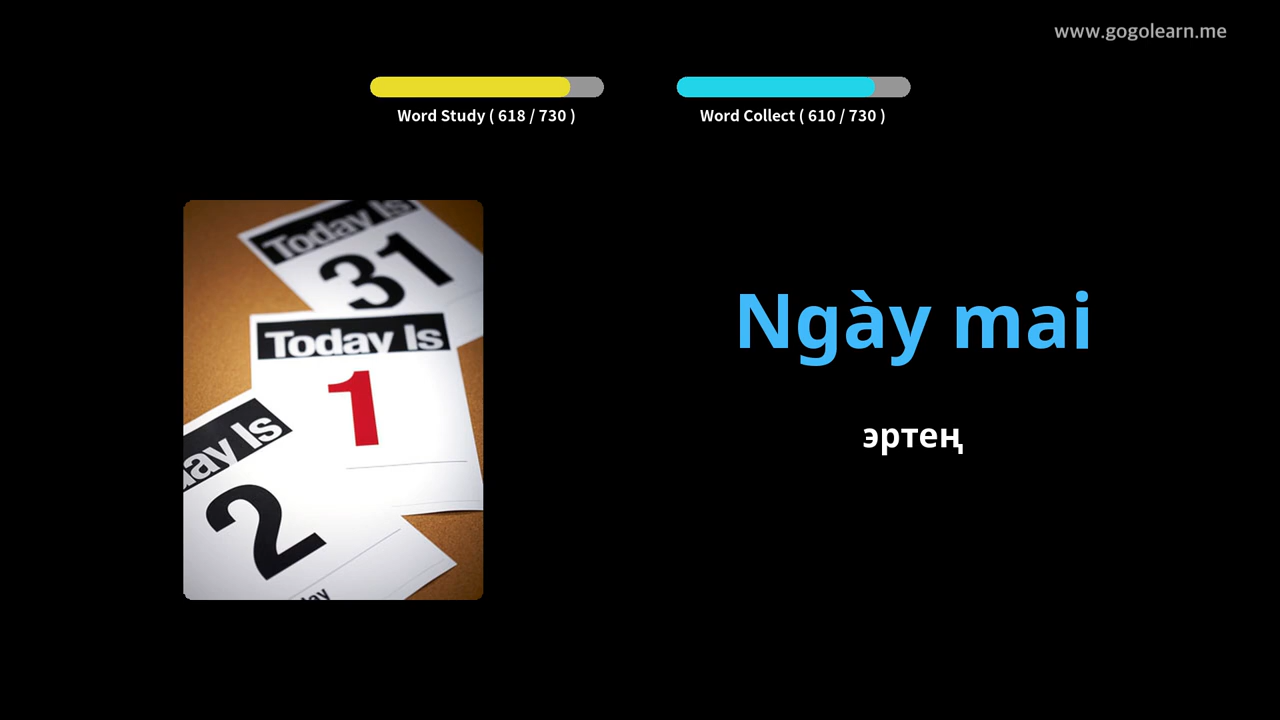 www.gogolearn.me
Word Study ( 618 / 730 )
Word Collect ( 610 / 730 )
Today Is
31
Today Is
1
ay Is
2
Ngày mai
эртең